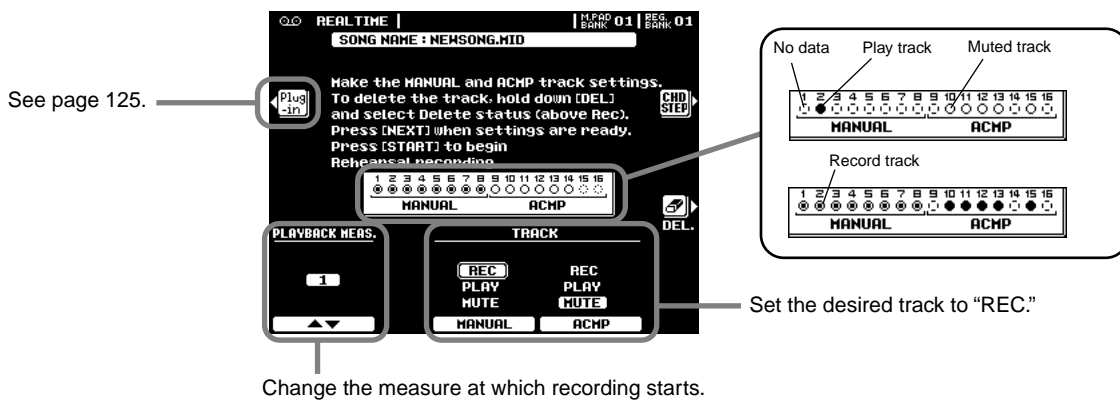 REALTIME
M.PAD BANK 01
REG. BANK 01
SONG NAME : NEWSONG.MID
See page 125.
Plug -in
Make the MANUAL and ACMP track settings.
To delete the track, hold down [DEL]
and select Delete status (above Rec).
Press [NEXT] when settings are ready.
Press [START] to begin
Rehearsal recording.
CHD STEP
1 2 3 4 5 6 7 8 9 10 11 12 13 14 15 16
MANUAL ACMP
DEL.
PLAYBACK MEAS.
1
TRACK
REC REC
PLAY PLAY
MUTE MUTE
MANUAL ACMP
No data Play track Muted track
1 2 3 4 5 6 7 8 9 10 11 12 13 14 15 16
MANUAL ACMP
Record track
1 2 3 4 5 6 7 8 9 10 11 12 13 14 15 16
MANUAL ACMP
Set the desired track to “REC.”
Change the measure at which recording starts.